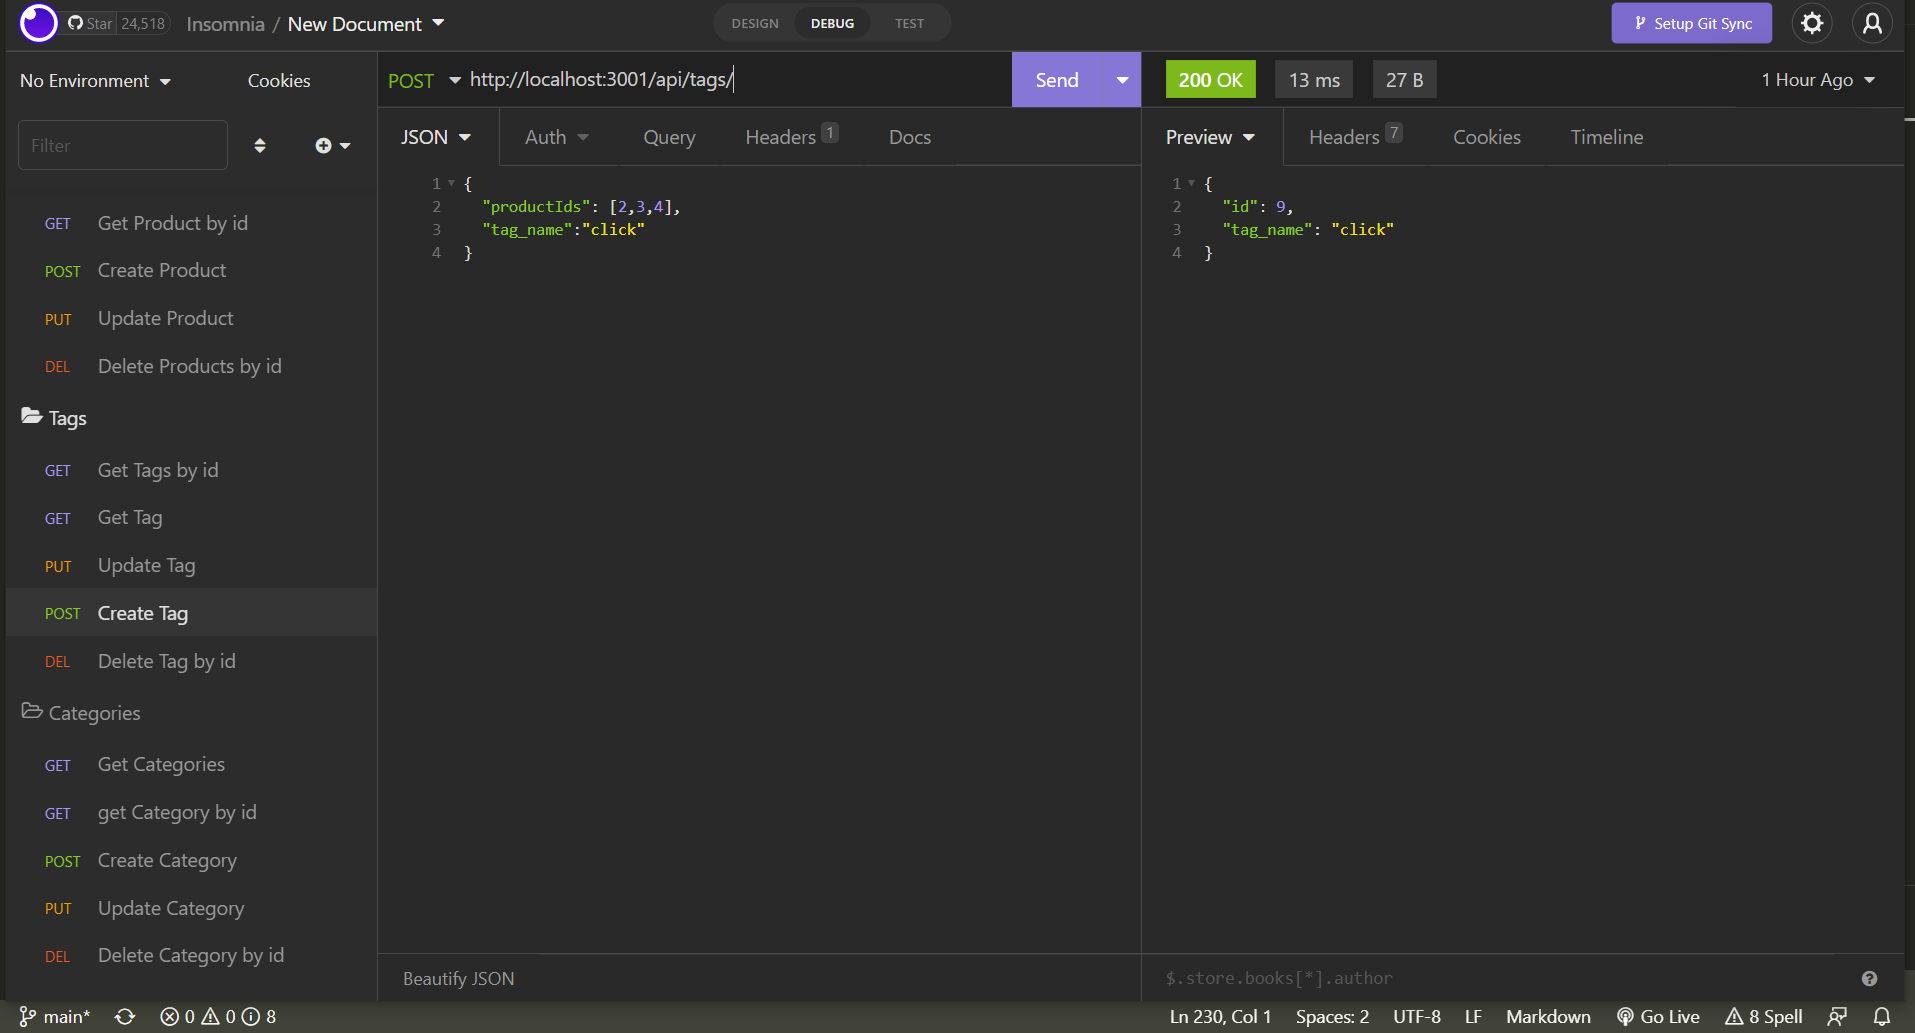 Star 24,518 Insomnia / New Document DESIGN DEBUG TEST Setup Git Sync
No Environment Cookies
POST http://localhost:3001/api/tags/ Send 200 OK 13 ms 27 B 1 Hour Ago
Filter
JSON Auth Query Headers 1 Docs
Preview Headers 7 Cookies Timeline
GET Get Product by id
POST Create Product
PUT Update Product
DEL Delete Products by id
Tags
GET Get Tags by id
GET Get Tag
PUT Update Tag
POST Create Tag
DEL Delete Tag by id
Categories
GET Get Categories
GET get Category by id
POST Create Category
PUT Update Category
DEL Delete Category by id
1 {
2 "productIds": [2,3,4],
3 "tag_name":"click"
4 }
1 {
2 "id": 9,
3 "tag_name": "click"
4 }
Beautify JSON
$.store.books[*].author
main* 0 0 8 Ln 230, Col 1 Spaces: 2 UTF-8 LF Markdown Go Live 8 Spell